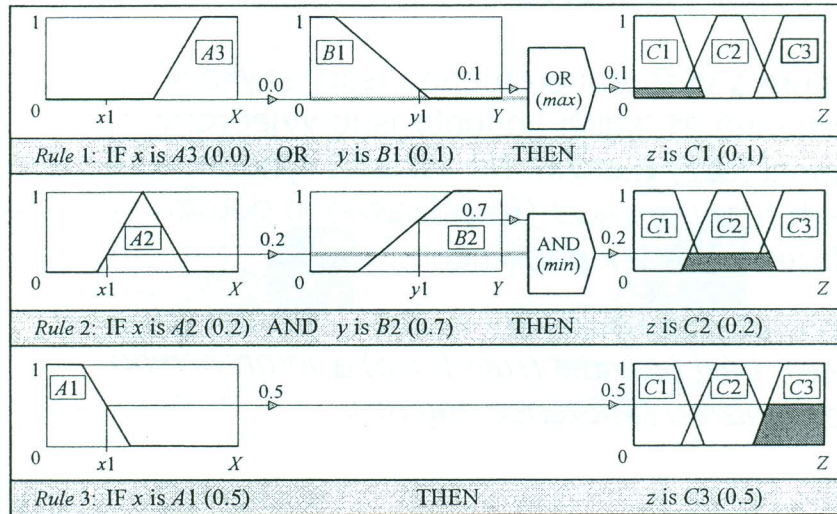 1 1 1
A3 B1 C1 C2 C3
0.0 0.1 OR (max) 0.1
0 x1 X 0 y1 Y 0 Z
Rule 1: IF x is A3 (0.0) OR y is B1 (0.1) THEN z is C1 (0.1)
1 1 1
A2 B2 C1 C2 C3
0.2 0.7 AND (min) 0.2
0 x1 X 0 y1 Y 0 Z
Rule 2: IF x is A2 (0.2) AND y is B2 (0.7) THEN z is C2 (0.2)
1 1
A1 C1 C2 C3
0.5 0.5
0 x1 X 0 Z
Rule 3: IF x is A1 (0.5) THEN z is C3 (0.5)